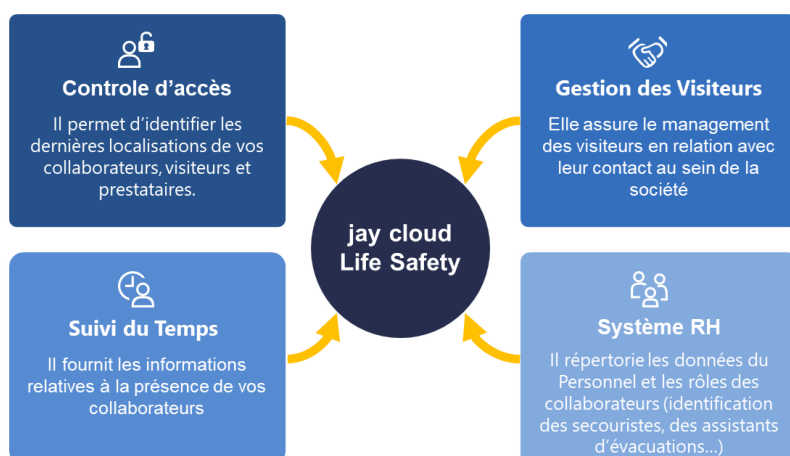 Controle d'accès
Il permet d'identifier les
dernières localisations de vos
collaborateurs, visiteurs et
prestataires.
Gestion des Visiteurs
Elle assure le management
des visiteurs en relation avec
leur contact au sein de la
société
jay cloud
Life Safety
Suivi du Temps
Il fournit les informations
relatives à la présence de vos
collaborateurs
Système RH
Il répertorie les données du
Personnel et les rôles des
collaborateurs (identification
des secouristes, des assistants
d'évacuations...)